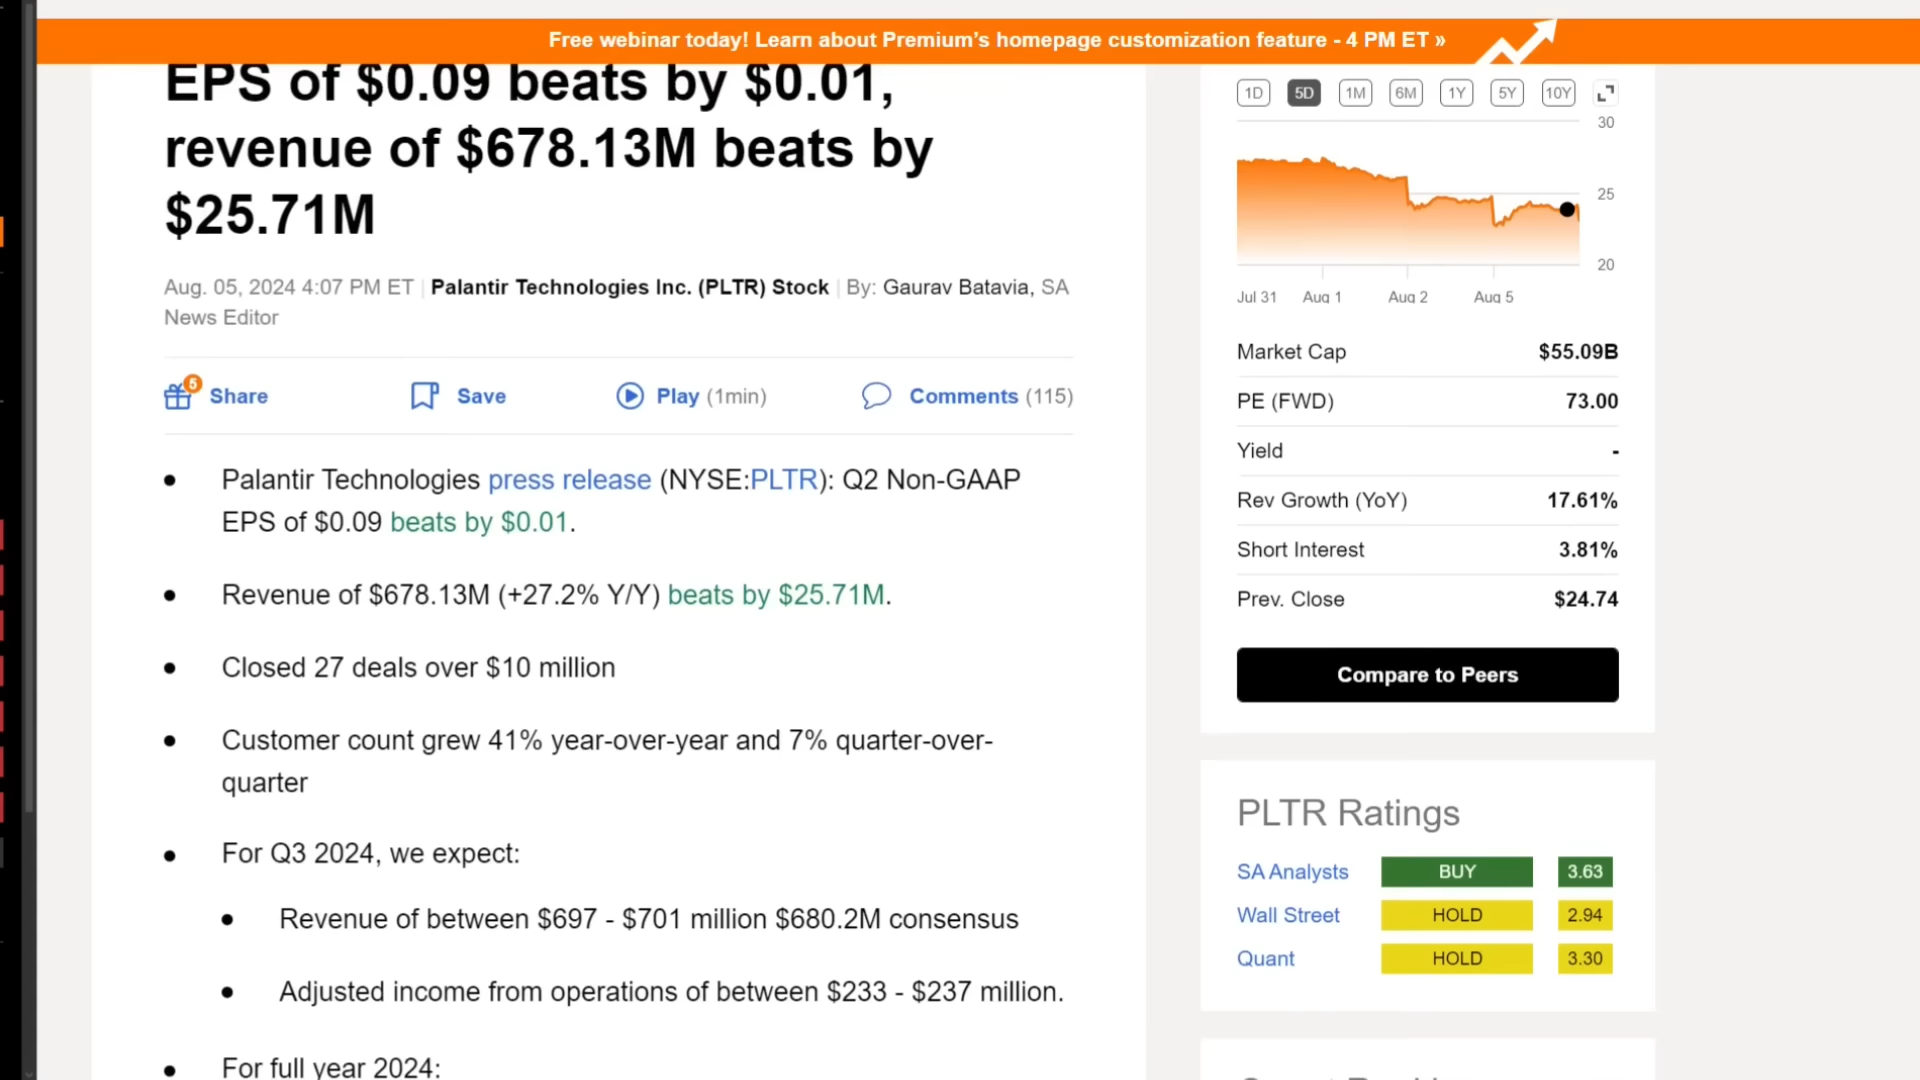 Free webinar today! Learn about Premium’s homepage customization feature - 4 PM ET »
EPS of $0.09 beats by $0.01,
revenue of $678.13M beats by
$25.71M
Aug. 05, 2024 4:07 PM ET | Palantir Technologies Inc. (PLTR) Stock | By: Gaurav Batavia, SA
News Editor
5
Share
Save
Play (1min)
Comments (115)
• Palantir Technologies press release (NYSE:PLTR): Q2 Non-GAAP
EPS of $0.09 beats by $0.01.
• Revenue of $678.13M (+27.2% Y/Y) beats by $25.71M.
• Closed 27 deals over $10 million
• Customer count grew 41% year-over-year and 7% quarter-over-
quarter
• For Q3 2024, we expect:
• Revenue of between $697 - $701 million $680.2M consensus
• Adjusted income from operations of between $233 - $237 million.
• For full year 2024:
1D 5D 1M 6M 1Y 5Y 10Y
30
25
20
Jul 31 Aug 1 Aug 2 Aug 5
Market Cap $55.09B
PE (FWD) 73.00
Yield -
Rev Growth (YoY) 17.61%
Short Interest 3.81%
Prev. Close $24.74
Compare to Peers
PLTR Ratings
SA Analysts BUY 3.63
Wall Street HOLD 2.94
Quant HOLD 3.30